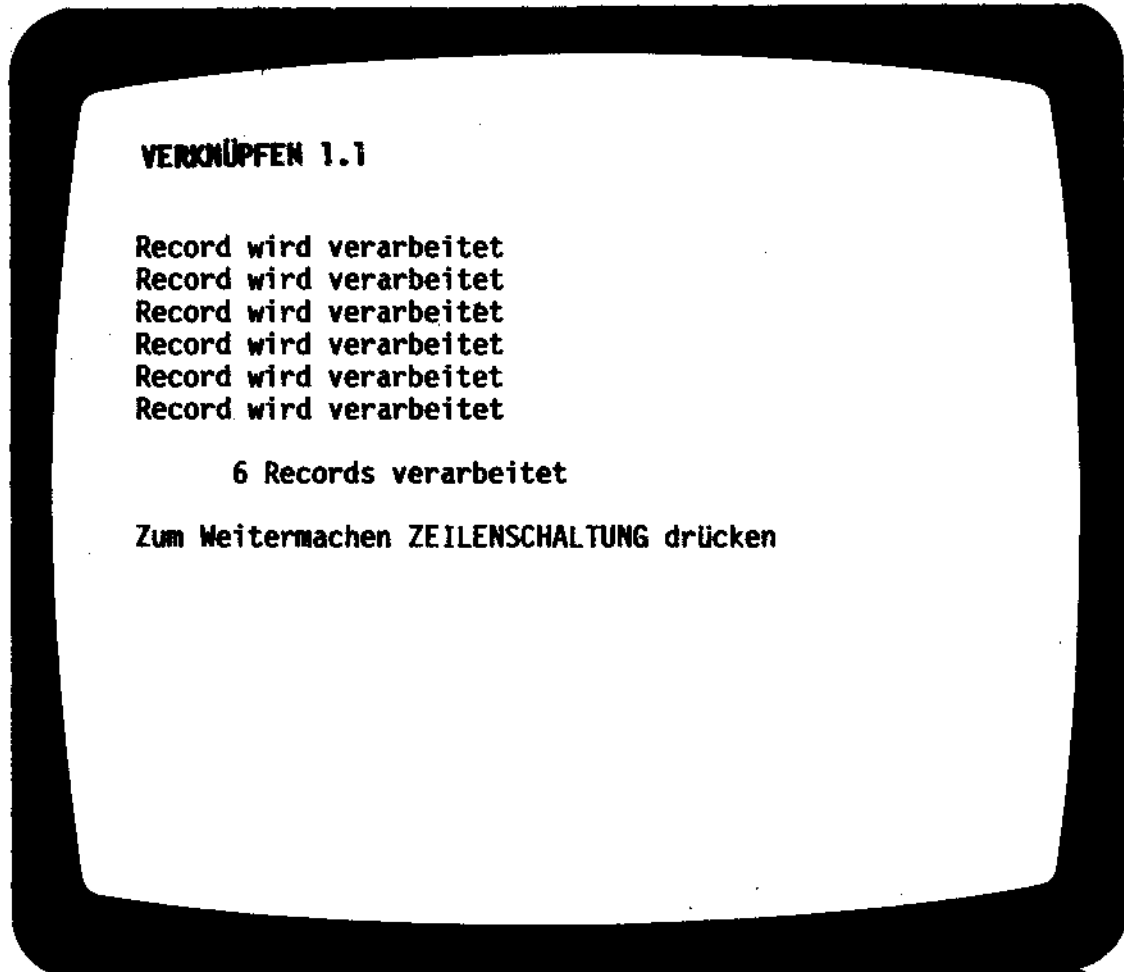 VERKNÜPFEN 1.1
Record wird verarbeitet
Record wird verarbeitet
Record wird verarbeitet
Record wird verarbeitet
Record wird verarbeitet
Record wird verarbeitet
6 Records verarbeitet
Zum Weitermachen ZEILENSCHALTUNG drücken